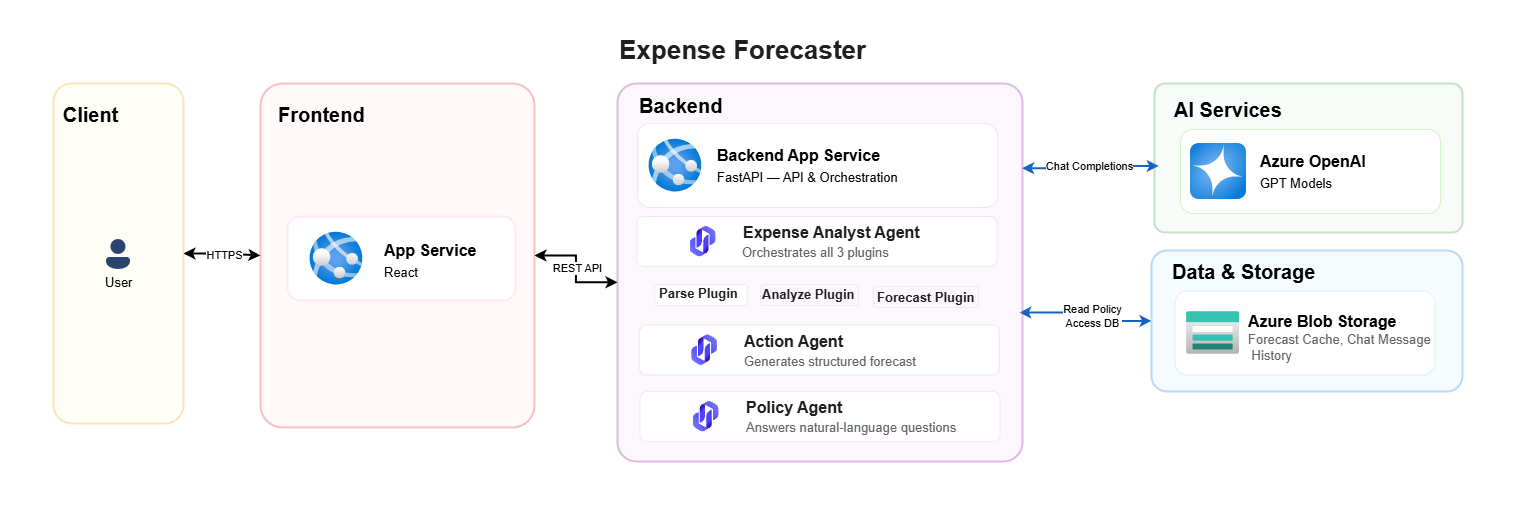 Expense Forecaster
Client
User
HTTPS
Frontend
App Service
React
REST API
Backend
Backend App Service
FastAPI — API & Orchestration
Expense Analyst Agent
Orchestrates all 3 plugins
Parse Plugin
Analyze Plugin
Forecast Plugin
Action Agent
Generates structured forecast
Policy Agent
Answers natural-language questions
Chat Completions
Read Policy
Access DB
AI Services
Azure OpenAI
GPT Models
Data & Storage
Azure Blob Storage
Forecast Cache, Chat Message
History